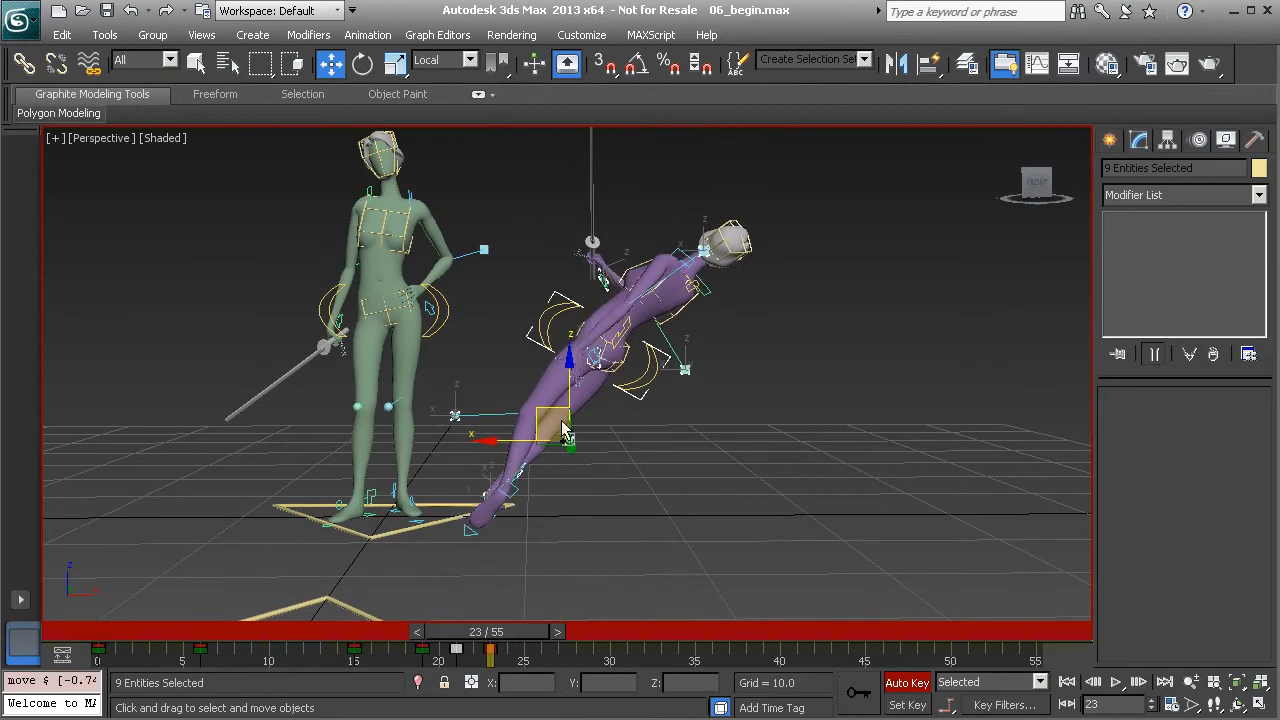 Workspace: Default
Autodesk 3ds Max 2013 x64 - Not for Resale 06_begin.max
Type a keyword or phrase
Edit Tools Group Views Create Modifiers Animation Graph Editors Rendering Customize MAXScript Help
All Local 3 Create Selection Se
Graphite Modeling Tools Freeform Selection Object Paint
Polygon Modeling
[+] [Perspective] [Shaded]
FRONT
9 Entities Selected
Modifier List
z
x
z
x
z
z
z
x
z
x
z
< 23 / 55 >
0 5 10 15 20 25 30 35 40 45 50 55
move $ [-0.74
9 Entities Selected X: Y: Z: Grid = 10.0 Auto Key Selected
Welcome to MA
Click and drag to select and move objects Add Time Tag Set Key Key Filters... 23